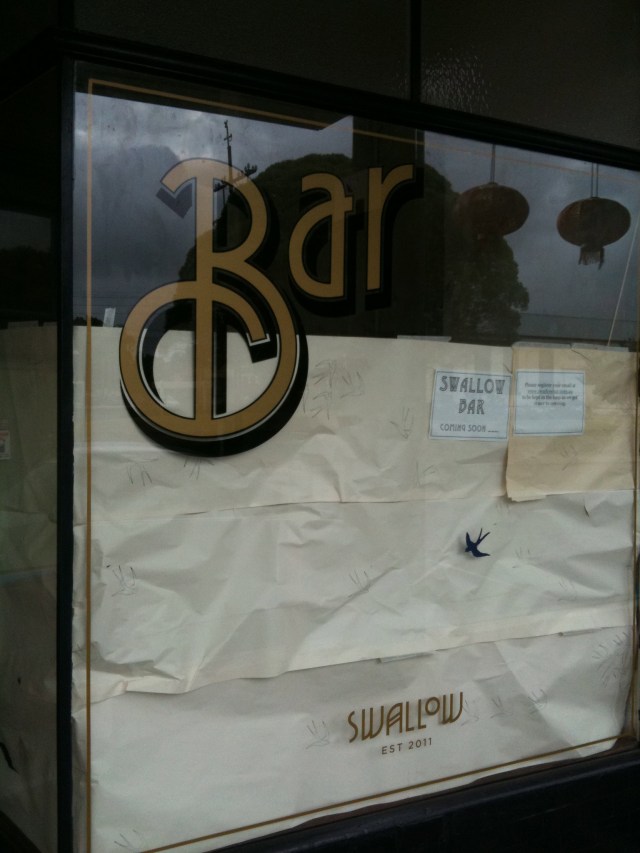 Bar
SWALLOW
BAR
COMING SOON ...
SWALLOW
EST 2011